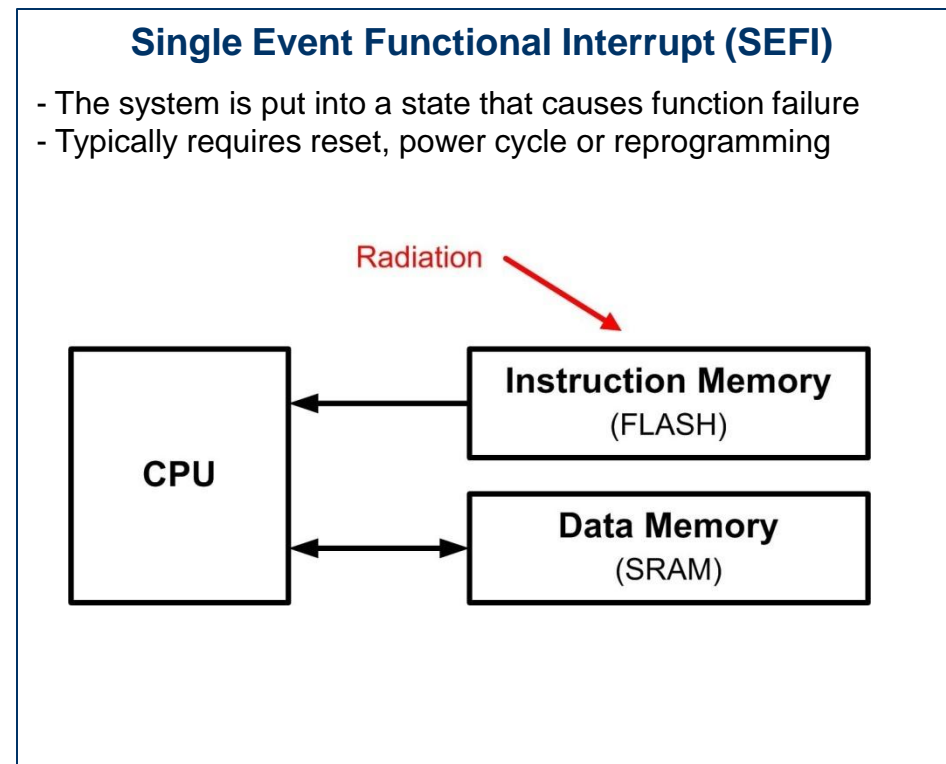 Single Event Functional Interrupt (SEFI)
- The system is put into a state that causes function failure
- Typically requires reset, power cycle or reprogramming
Radiation
Instruction Memory
(FLASH)
CPU
Data Memory
(SRAM)